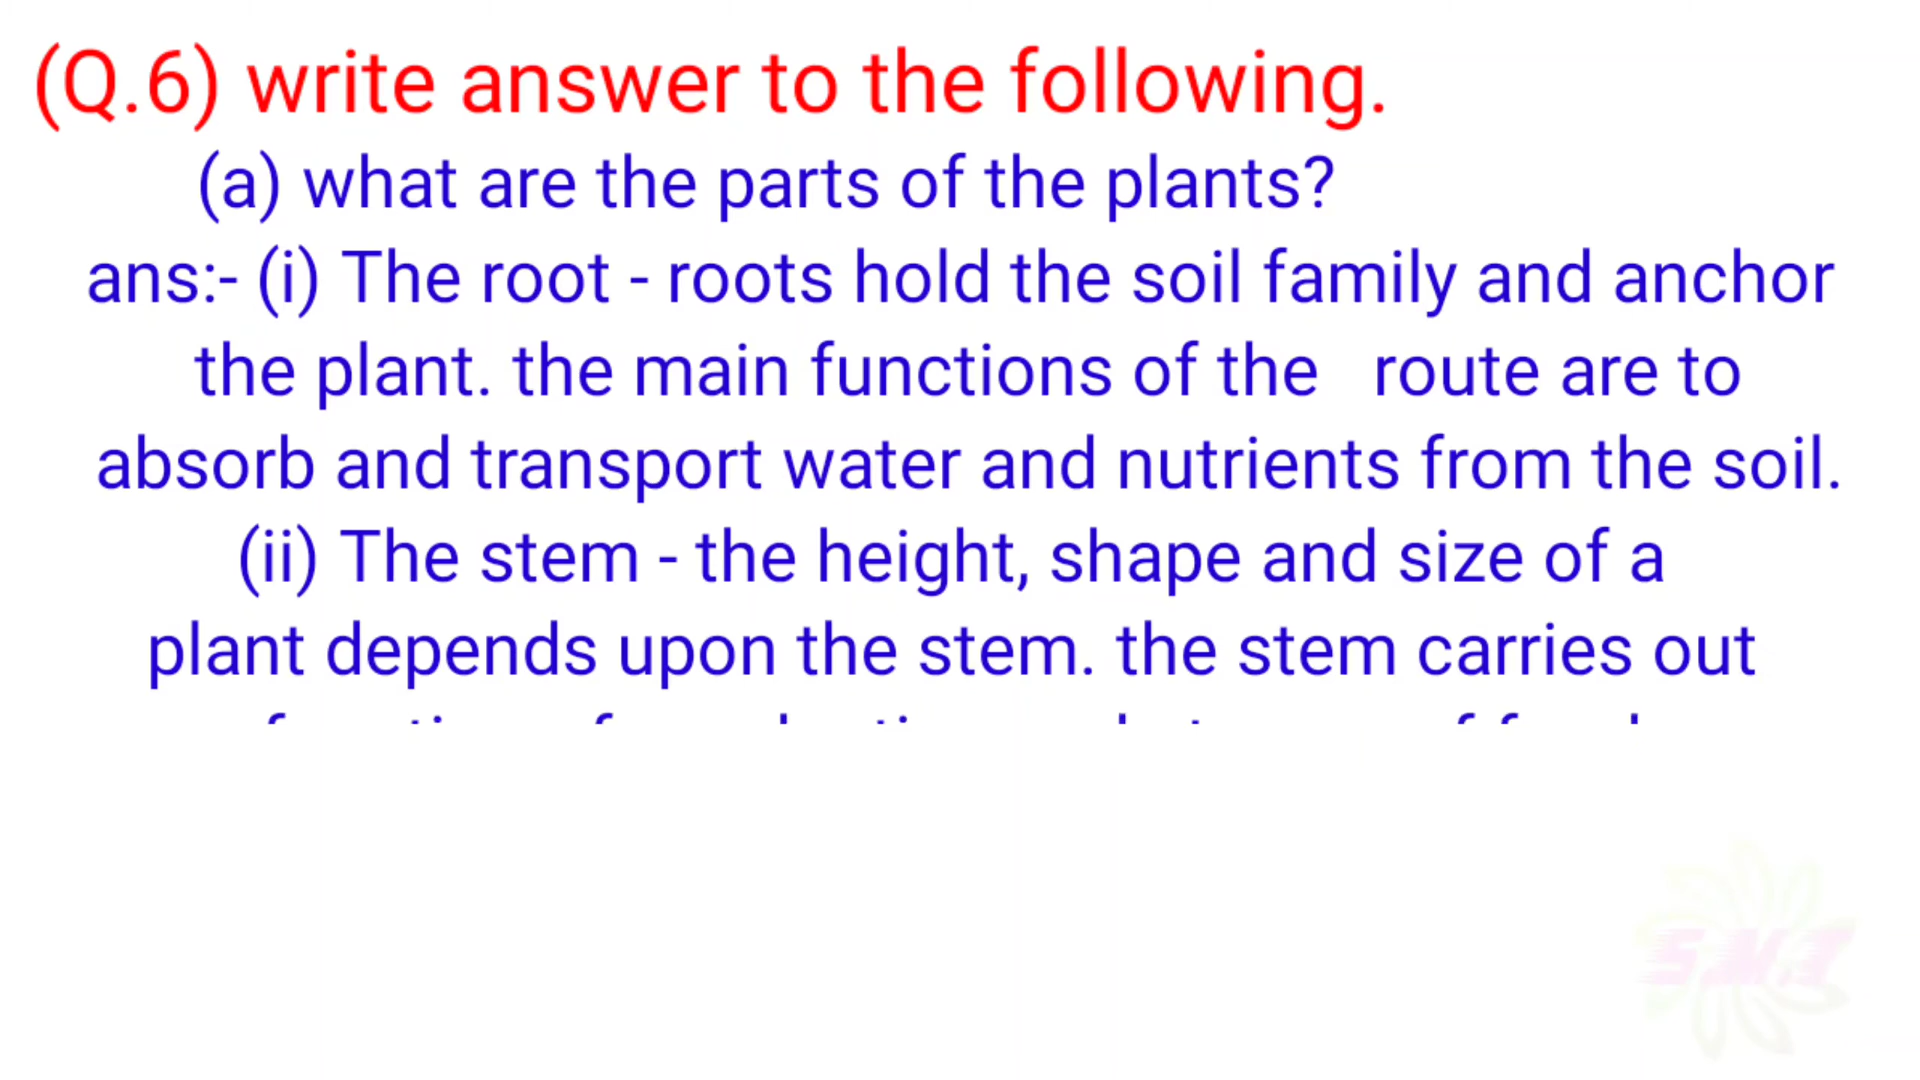 (Q.6) write answer to the following.
(a) what are the parts of the plants?
ans:- (i) The root - roots hold the soil family and anchor
the plant. the main functions of the   route are to
absorb and transport water and nutrients from the soil.
(ii) The stem - the height, shape and size of a
plant depends upon the stem. the stem carries out